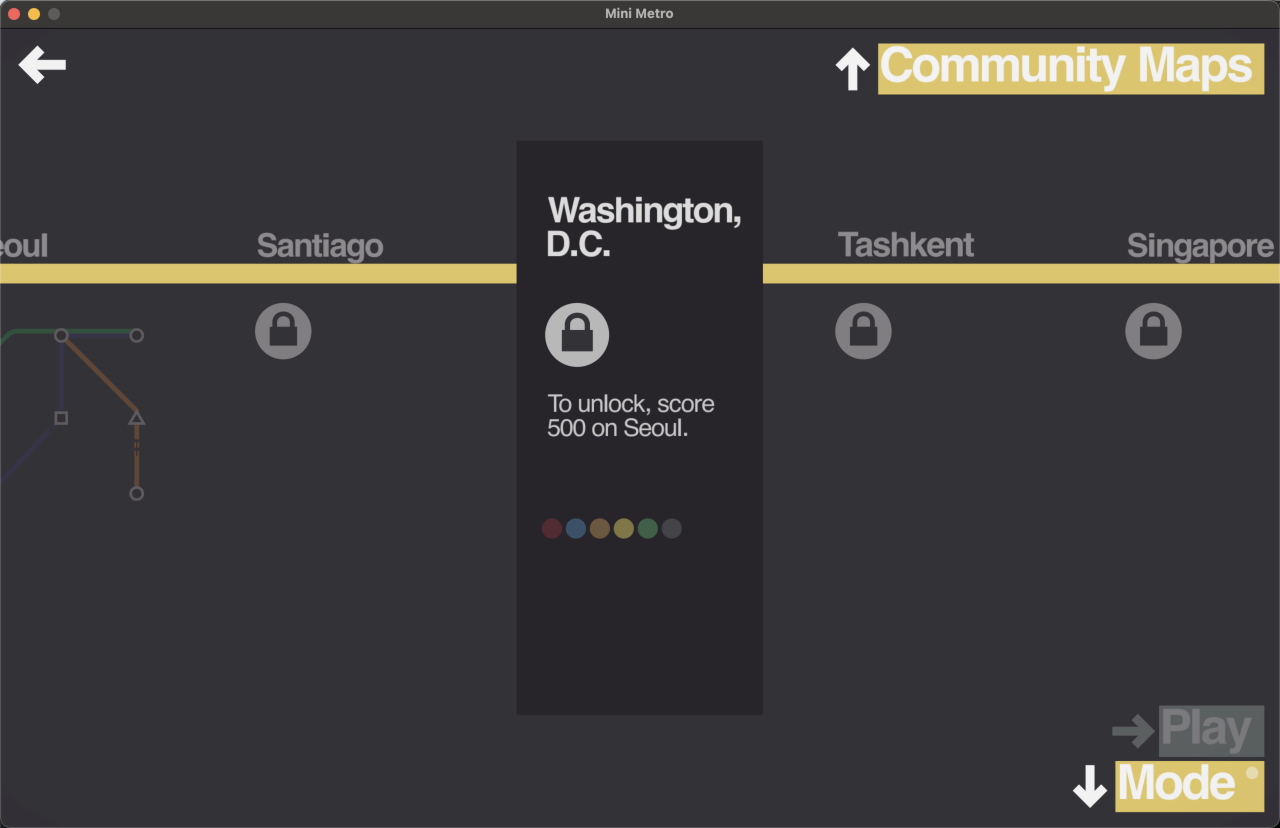 Mini Metro
Community Maps
Washington,
D.C.
eoul
Santiago
Tashkent
Singapore
To unlock, score
500 on Seoul.
Play
Mode